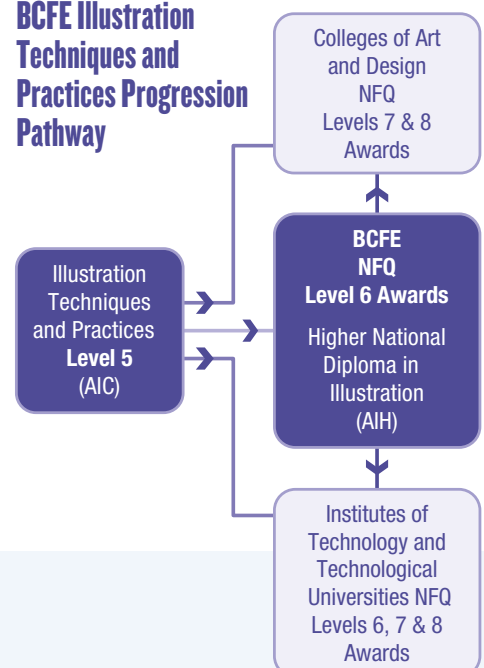 BCFE Illustration
Techniques and
Practices Progression
Pathway
Colleges of Art
and Design
NFQ
Levels 7 & 8
Awards
Illustration
Techniques
and Practices
Level 5
(AIC)
BCFE
NFQ
Level 6 Awards
Higher National
Diploma in
Illustration
(AIH)
Institutes of
Technology and
Technological
Universities NFQ
Levels 6, 7 & 8
Awards